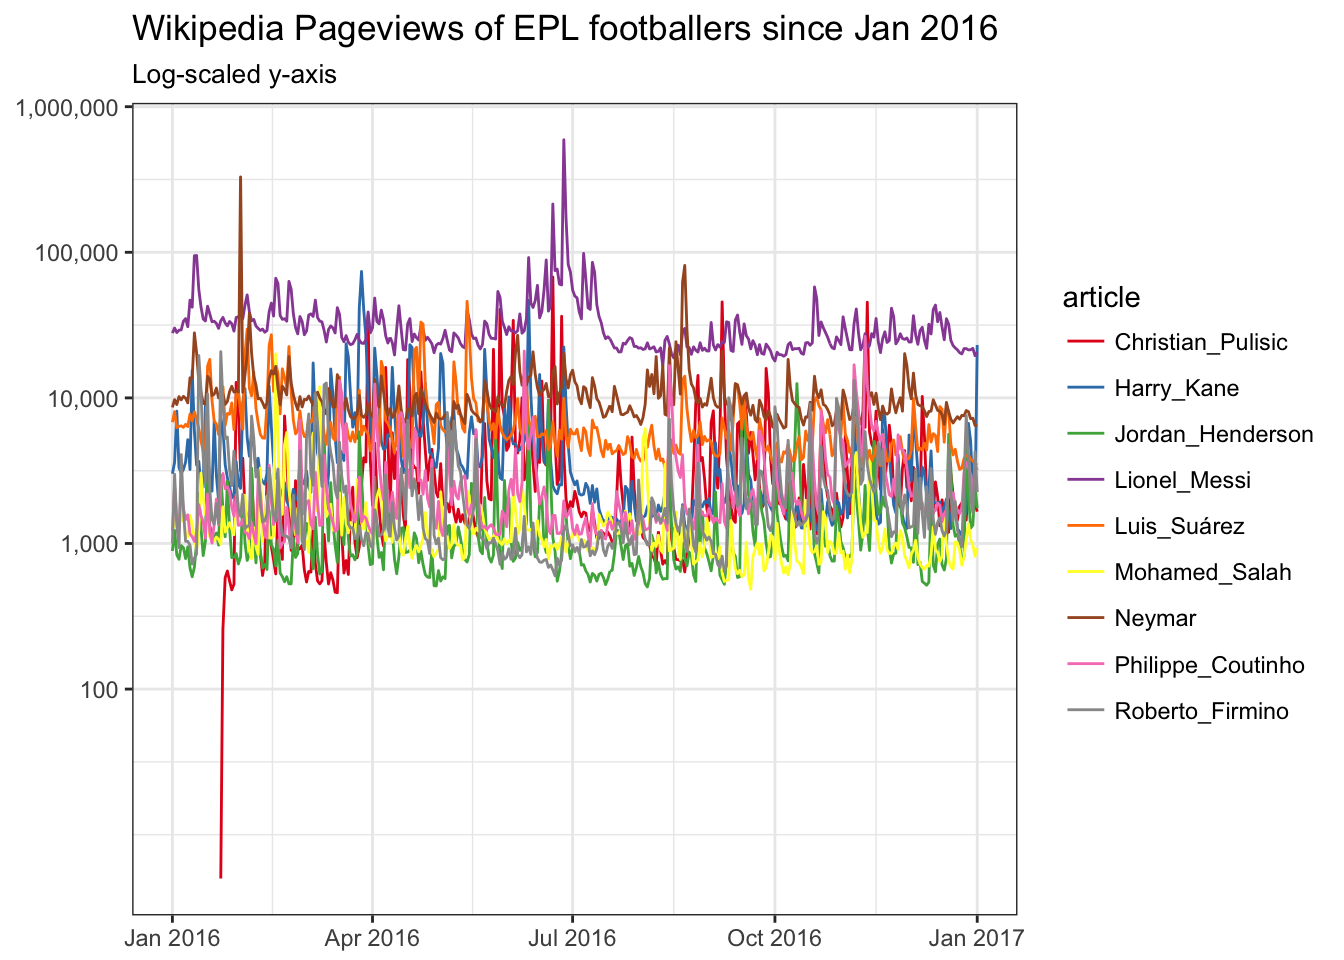 Wikipedia Pageviews of EPL footballers since Jan 2016
Log-scaled y-axis
1,000,000
100,000
10,000
1,000
100
Jan 2016
Apr 2016
Jul 2016
Oct 2016
Jan 2017
article
Christian_Pulisic
Harry_Kane
Jordan_Henderson
Lionel_Messi
Luis_Suárez
Mohamed_Salah
Neymar
Philippe_Coutinho
Roberto_Firmino